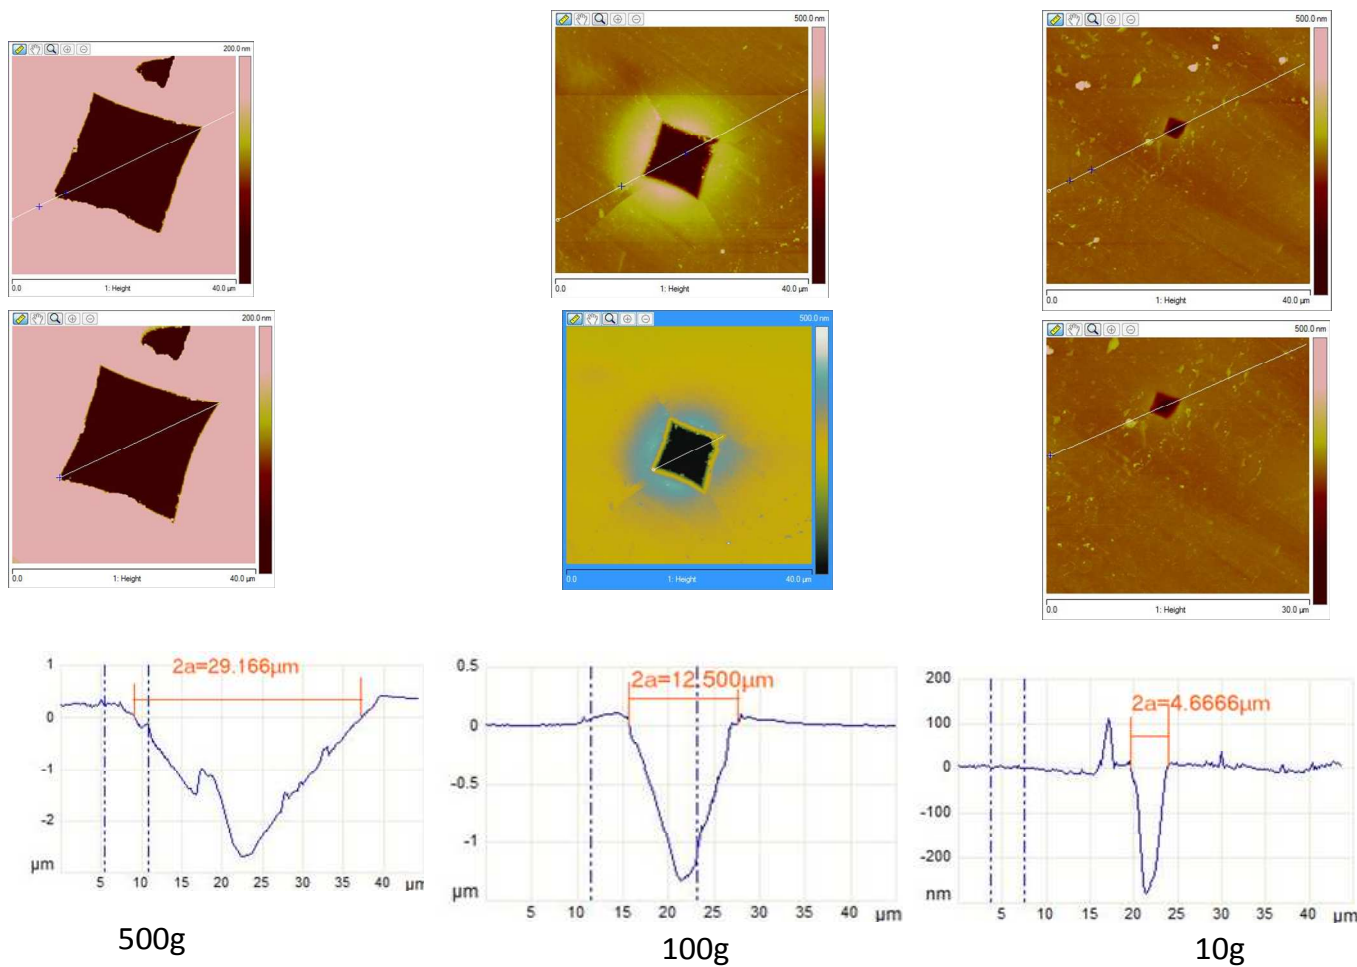 200.0 nm
0.0 1: Height 40.0 µm
500.0 nm
0.0 1: Height 40.0 µm
500.0 nm
0.0 1: Height 40.0 µm
200.0 nm
0.0 1: Height 40.0 µm
500.0 nm
0.0 1: Height 40.0 µm
500.0 nm
0.0 1: Height 30.0 µm
2a=29.166µm
1
0
-1
-2
µm
5 10 15 20 25 30 35 40 µm
500g
2a=12.500µm
0.5
0
-0.5
-1
µm
5 10 15 20 25 30 35 40 µm
100g
2a=4.6666µm
200
100
0
-100
-200
nm
5 10 15 20 25 30 35 40 µm
10g